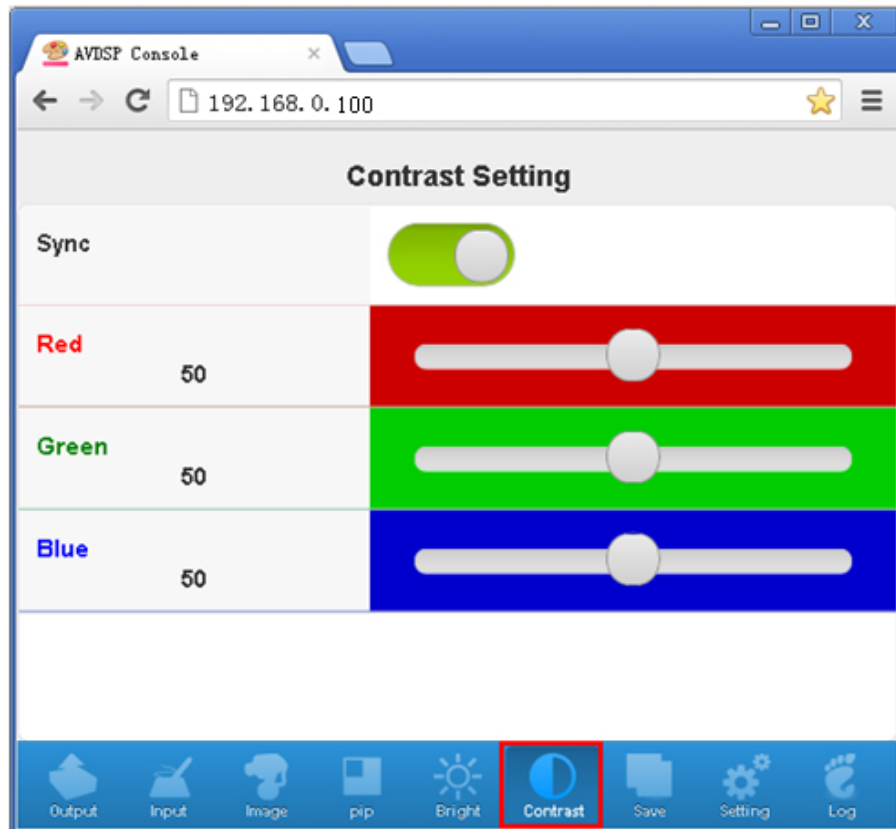 AVDSP Console
192.168.0.100
Contrast Setting
Sync
Red
50
Green
50
Blue
50
Output Input Image pip Bright Contrast Save Setting Log